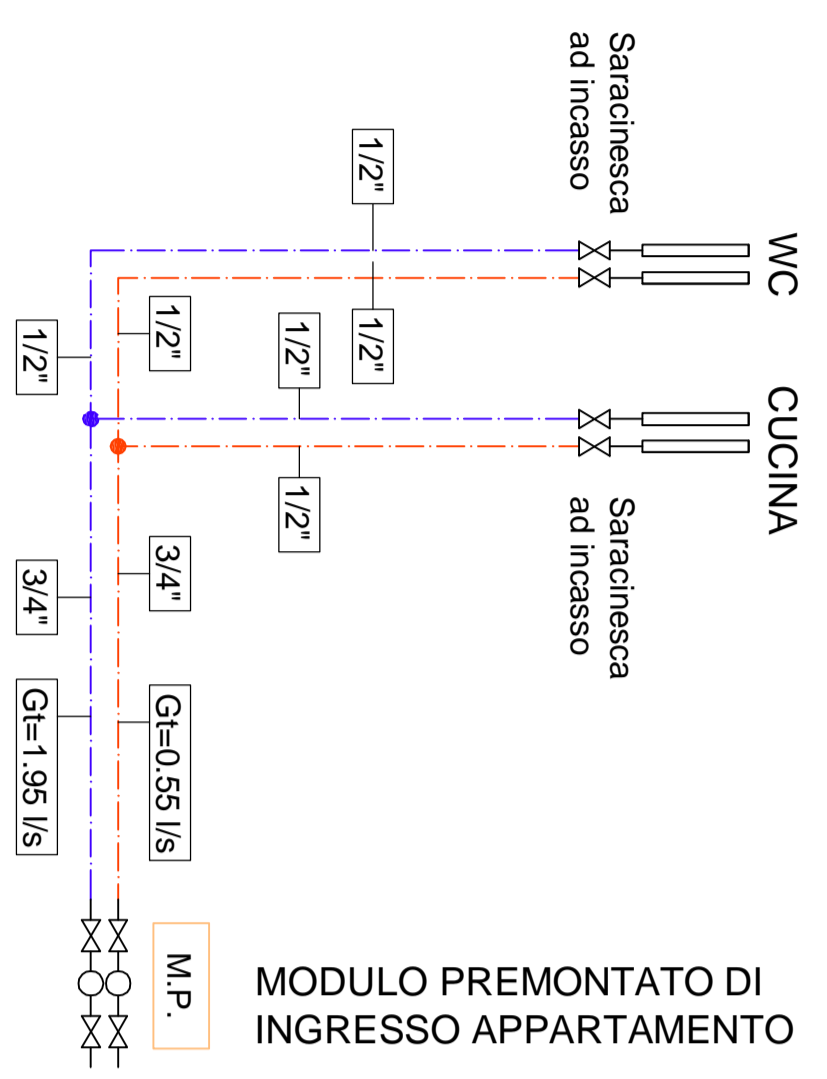 WC
CUCINA
Saracinesca
ad incasso
Saracinesca
ad incasso
1/2"
1/2"
1/2"
1/2"
1/2"
1/2"
3/4"
3/4"
Gt=0.55 l/s
Gt=1.95 l/s
M.P.
MODULO PREMONTATO DI
INGRESSO APPARTAMENTO